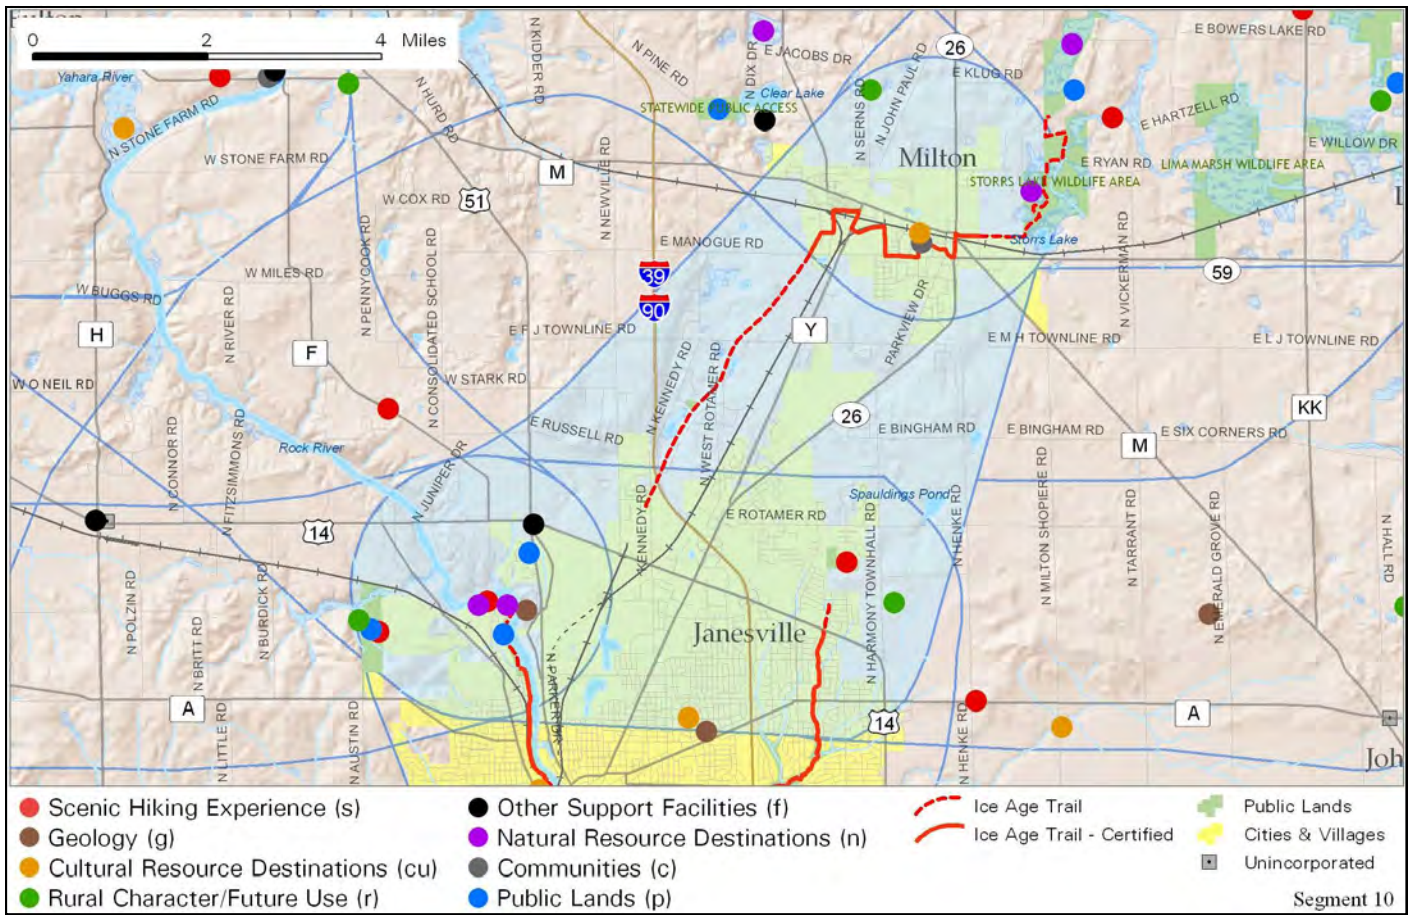 Fulton
0 2 4 Miles
Yahara River
N STONE FARM RD
W STONE FARM RD
N HURD RD
N KIDDER RD
N PINE RD
N DIX DR
E JACOBS DR
Clear Lake
STATEWIDE PUBLIC ACCESS
N SERNS RD
N JOHN PAUL RD
26
E KLUG RD
E BOWERS LAKE RD
E HARTZELL RD
E WILLOW DR
Milton
E RYAN RD
LIMA MARSH WILDLIFE AREA
STORRS LAKE WILDLIFE AREA
M
W COX RD
51
N NEWVILLE RD
E MANOGUE RD
Storrs Lake
N VICKERMAN RD
59
W MILES RD
W BUGGS RD
N PENNYCOOK RD
N CONSOLIDATED SCHOOL RD
N RIVER RD
39
90
PARKVIEW DR
H
F
E F J TOWNLINE RD
Y
E M H TOWNLINE RD
E L J TOWNLINE RD
W O NEIL RD
W STARK RD
N KENNEDY RD
N WEST ROTAMER RD
26
KK
N CONNOR RD
N FITZSIMMONS RD
E RUSSELL RD
E BINGHAM RD
E BINGHAM RD
E SIX CORNERS RD
M
Rock River
N JUNIPER DR
Spauldings Pond
14
KENNEDY RD
E ROTAMER RD
N HARMONY TOWNHALL RD
N HENKE RD
N MILTON SHOPIERE RD
N TARRANT RD
N EMERALD GROVE RD
N HALL RD
N POLZIN RD
N BRITT RD
N BURDICK RD
Janesville
N PARKER DR
A
N LITTLE RD
N AUSTIN RD
14
N HENKE RD
A
Joh
Scenic Hiking Experience (s)
Geology (g)
Cultural Resource Destinations (cu)
Rural Character/Future Use (r)
Other Support Facilities (f)
Natural Resource Destinations (n)
Communities (c)
Public Lands (p)
Ice Age Trail
Ice Age Trail - Certified
Public Lands
Cities & Villages
Unincorporated
Segment 10